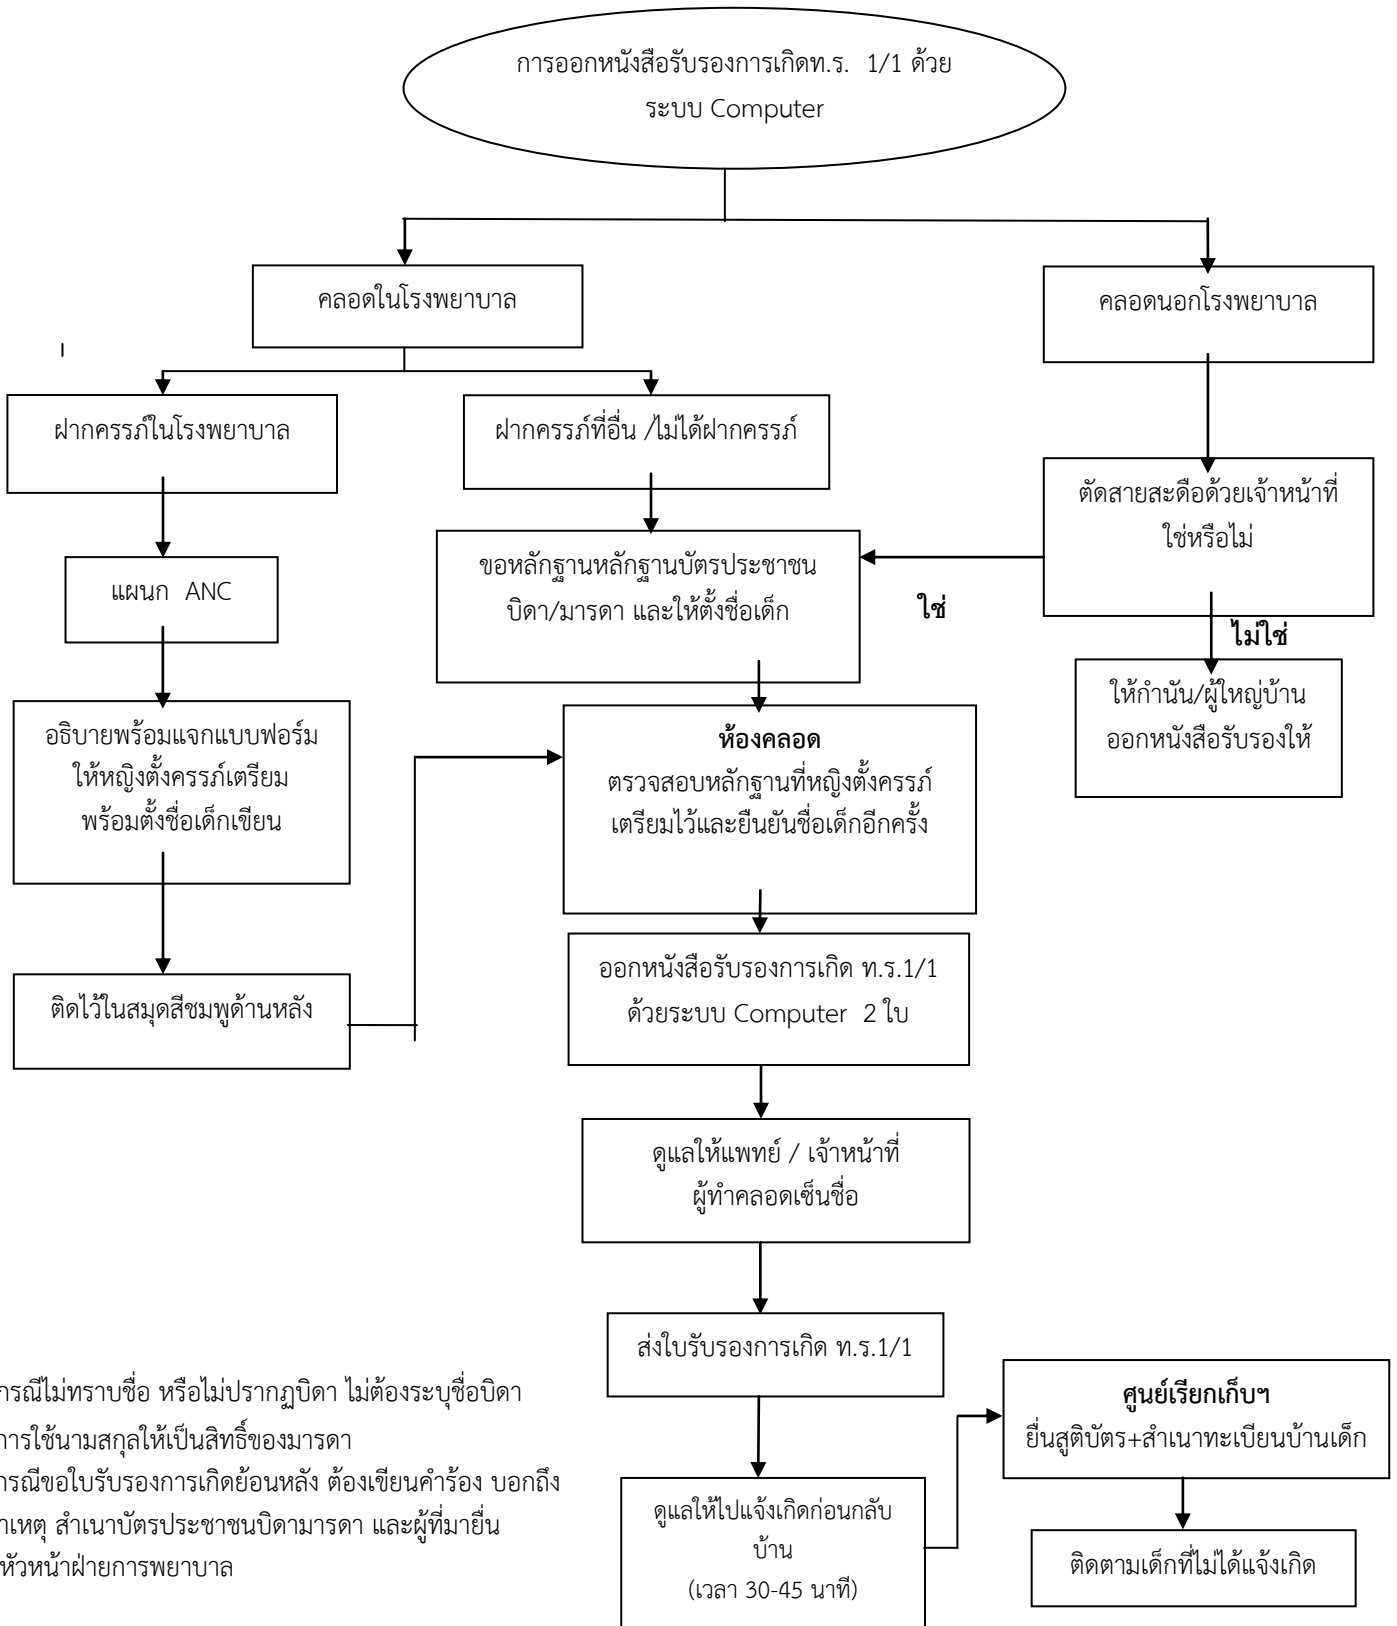 การออกหนังสือรับรองการเกิดท.ร. 1/1 ด้วย
ระบบ Computer
คลอดในโรงพยาบาล
คลอดนอกโรงพยาบาล
ฝากครรภ์ในโรงพยาบาล
ฝากครรภ์ที่อื่น /ไม่ได้ฝากครรภ์
ตัดสายสะดือด้วยเจ้าหน้าที่
ใช่หรือไม่
แผนก ANC
ขอหลักฐานหลักฐานบัตรประชาชน
บิดา/มารดา และให้ตั้งชื่อเด็ก
ใช่
ไม่ใช่
ให้กำนัน/ผู้ใหญ่บ้าน
ออกหนังสือรับรองให้
อธิบายพร้อมแจกแบบฟอร์ม
ให้หญิงตั้งครรภ์เตรียม
พร้อมตั้งชื่อเด็กเขียน
ห้องคลอด
ตรวจสอบหลักฐานที่หญิงตั้งครรภ์
เตรียมไว้และยืนยันชื่อเด็กอีกครั้ง
ติดไว้ในสมุดสีชมพูด้านหลัง
ออกหนังสือรับรองการเกิด ท.ร.1/1
ด้วยระบบ Computer 2 ใบ
ดูแลให้แพทย์ / เจ้าหน้าที่
ผู้ทำคลอดเซ็นชื่อ
ส่งใบรับรองการเกิด ท.ร.1/1
กรณีไม่ทราบชื่อ หรือไม่ปรากฏบิดา ไม่ต้องระบุชื่อบิดา
การใช้นามสกุลให้เป็นสิทธิ์ของมารดา
กรณีขอใบรับรองการเกิดย้อนหลัง ต้องเขียนคำร้อง บอกถึง
าเหตุ สำเนาบัตรประชาชนบิดามารดา และผู้ที่มายื่น
หัวหน้าฝ่ายการพยาบาล
ดูแลให้ไปแจ้งเกิดก่อนกลับ
บ้าน
(เวลา 30-45 นาที)
ศูนย์เรียกเก็บฯ
ยื่นสูติบัตร+สำเนาทะเบียนบ้านเด็ก
ติดตามเด็กที่ไม่ได้แจ้งเกิด